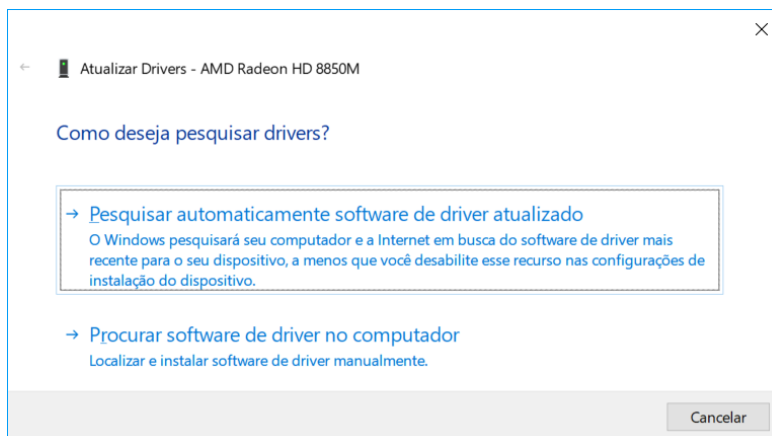 Atualizar Drivers - AMD Radeon HD 8850M
Como deseja pesquisar drivers?
Pesquisar automaticamente software de driver atualizado
O Windows pesquisará seu computador e a Internet em busca do software de driver mais
recente para o seu dispositivo, a menos que você desabilite esse recurso nas configurações de
instalação do dispositivo.
Procurar software de driver no computador
Localizar e instalar software de driver manualmente.
Cancelar